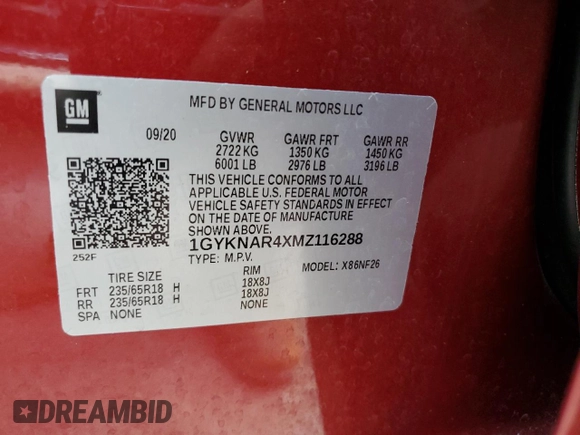 GM
MFD BY GENERAL MOTORS LLC
09/20 GVWR GAWR FRT GAWR RR
2722 KG 1350 KG 1450 KG
6001 LB 2976 LB 3196 LB
THIS VEHICLE CONFORMS TO ALL
APPLICABLE U.S. FEDERAL MOTOR
VEHICLE SAFETY STANDARDS IN EFFECT
ON THE DATE OF MANUFACTURE
SHOWN ABOVE.
1GYKNAR4XMZ116288
252F
TYPE: M.P.V. MODEL: X86NF26
TIRE SIZE RIM
FRT 235/65R18 H 18X8J
RR 235/65R18 H 18X8J
SPA NONE NONE
DREAMBID